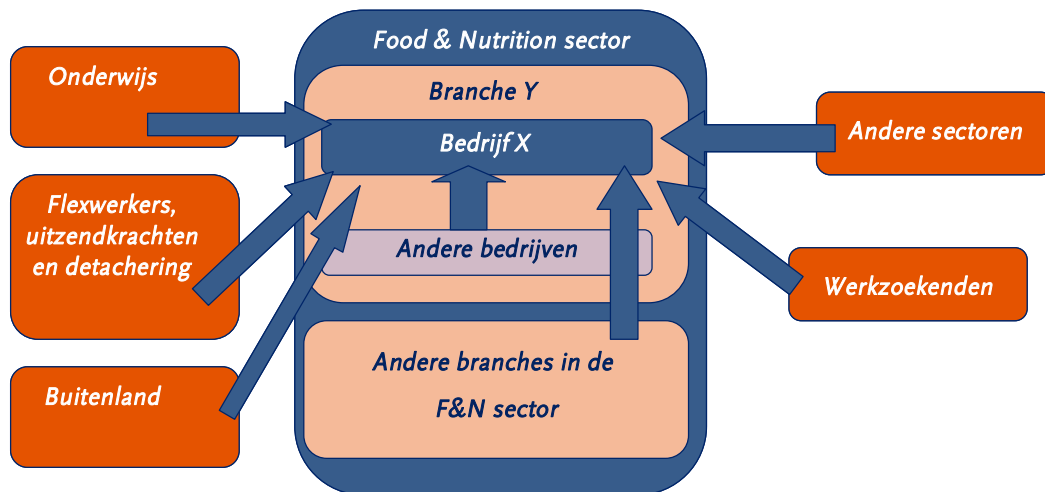 Food & Nutrition sector
Onderwijs
Branche Y
Bedrijf X
Andere sectoren
Flexwerkers,
uitzendkrachten
en detachering
Andere bedrijven
Werkzoekenden
Andere branches in de
F&N sector
Buitenland